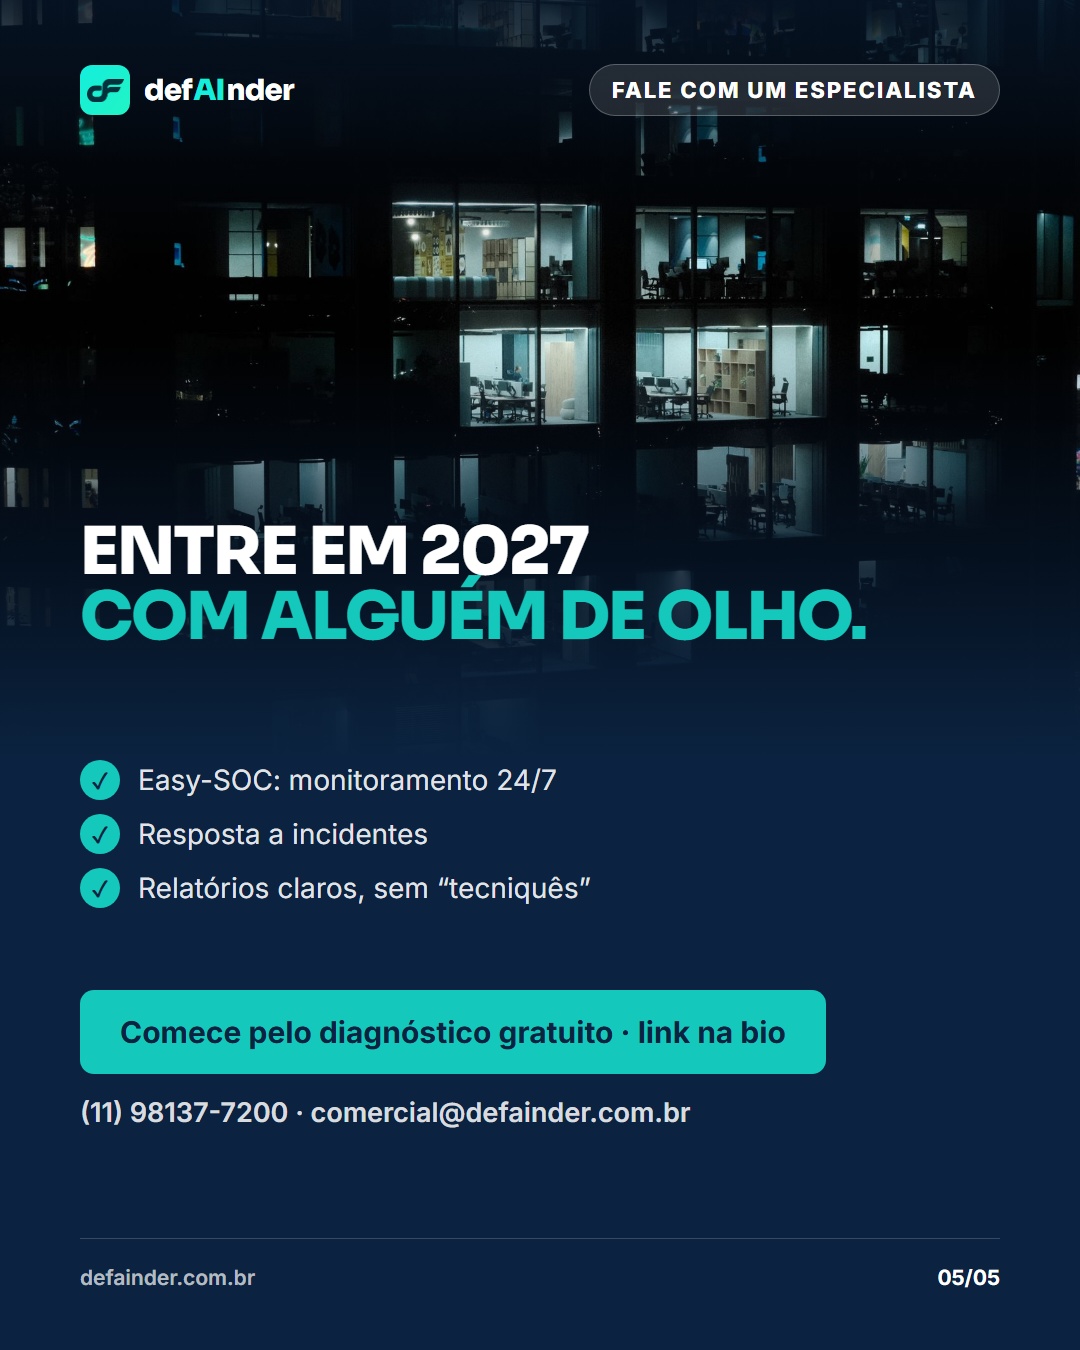 defAInder
FALE COM UM ESPECIALISTA
ENTRE EM 2027
COM ALGUÉM DE OLHO.
Easy-SOC: monitoramento 24/7
Resposta a incidentes
Relatórios claros, sem “tecniquês”
Comece pelo diagnóstico gratuito · link na bio
(11) 98137-7200 · comercial@defainder.com.br
defainder.com.br
05/05